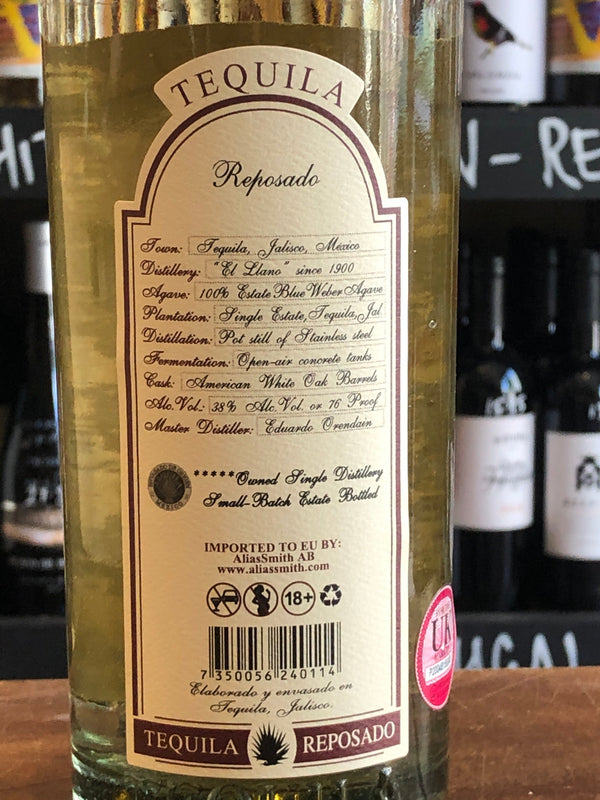 TEQUILA
Reposado
Town: Tequila, Jalisco, México
Distillery: "El Llano" since 1900
Agave: 100% Estate Blue Weber Agave
Plantation: Single Estate, Tequila, Jal
Distillation: Pot still of Stainless steel
Fermentation: Open-air concrete tanks
Cask: American White Oak Barrels
Alc.Vol.: 38% Alc.Vol. or 76 Proof
Master Distiller: Eduardo Orendain
*****Owned Single Distillery
Small-Batch Estate Bottled
IMPORTED TO EU BY:
AliasSmith AB
www.aliassmith.com
18+
7 350056 240114
Elaborado y envasado en
Tequila, Jalisco.
TEQUILA REPOSADO
UK
N - RE
GAL